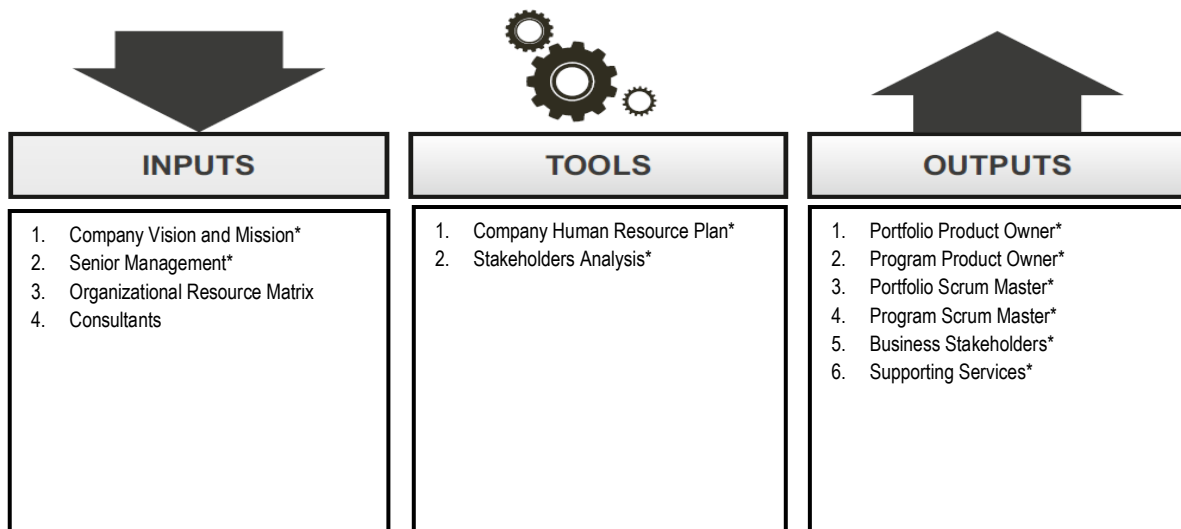 INPUTS
1. Company Vision and Mission*
2. Senior Management*
3. Organizational Resource Matrix
4. Consultants
TOOLS
1. Company Human Resource Plan*
2. Stakeholders Analysis*
OUTPUTS
1. Portfolio Product Owner*
2. Program Product Owner*
3. Portfolio Scrum Master*
4. Program Scrum Master*
5. Business Stakeholders*
6. Supporting Services*